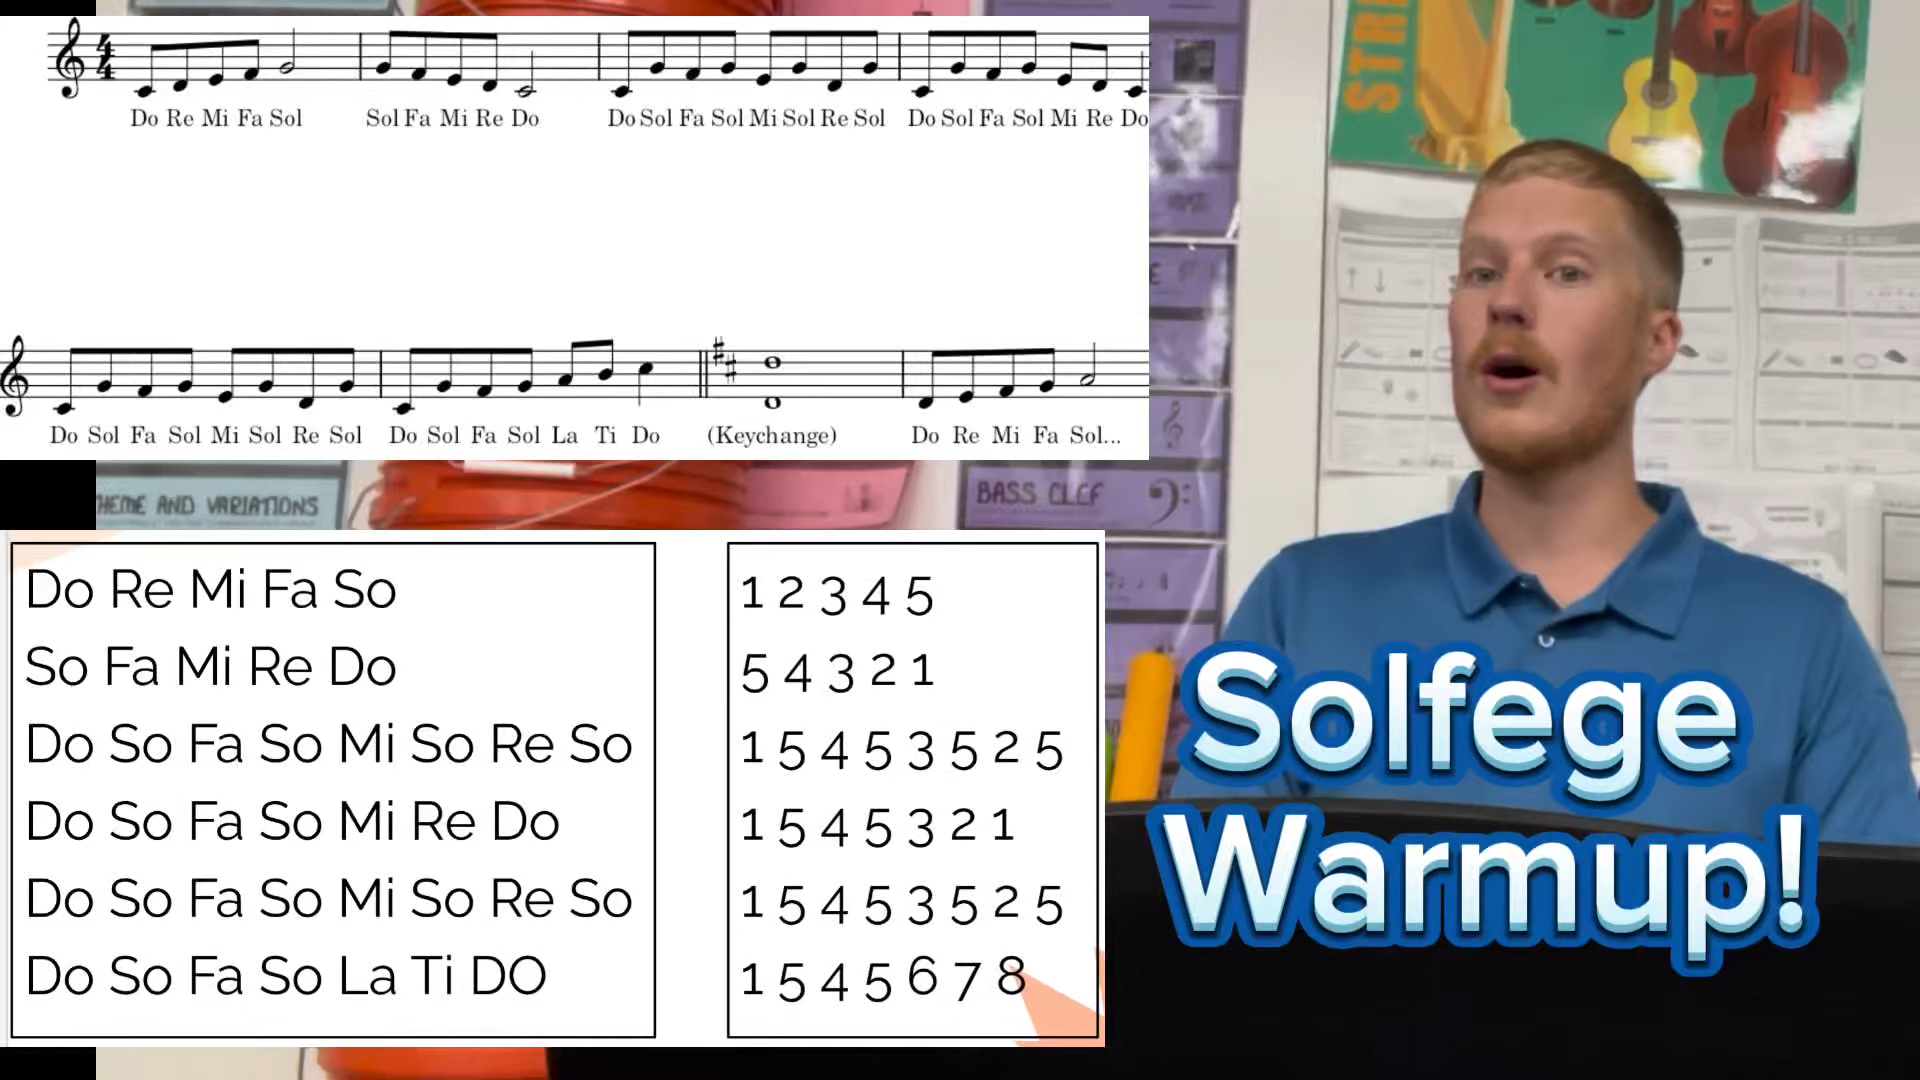 STR
4
4
Do Re Mi Fa Sol Sol Fa Mi Re Do Do Sol Fa Sol Mi Sol Re Sol Do Sol Fa Sol Mi Re Do
Do Sol Fa Sol Mi Sol Re Sol Do Sol Fa Sol La Ti Do (Keychange) Do Re Mi Fa Sol...
HEME AND VARIATIONS
BASS CLEF
Do Re Mi Fa So
So Fa Mi Re Do
Do So Fa So Mi So Re So
Do So Fa So Mi Re Do
Do So Fa So Mi So Re So
Do So Fa So La Ti DO
1 2 3 4 5
5 4 3 2 1
1 5 4 5 3 5 2 5
1 5 4 5 3 2 1
1 5 4 5 3 5 2 5
1 5 4 5 6 7 8
Solfege
Warmup!